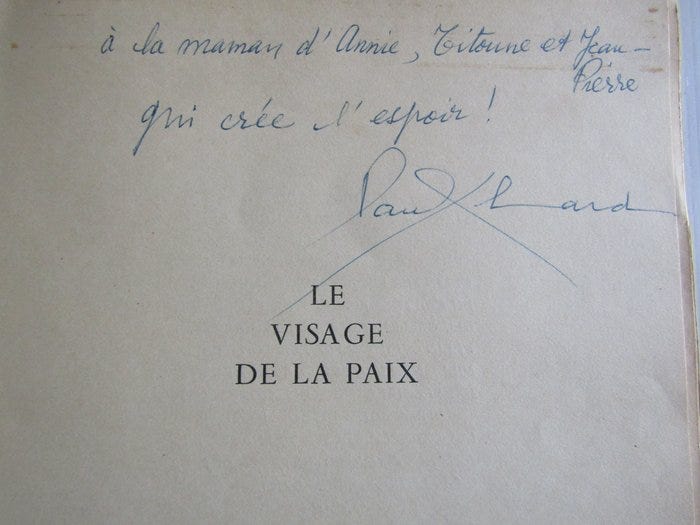 à la maman d'Annie, Titoune et Jean-
Pierre
qui crée l'espoir !
Paul Eluard
LE
VISAGE
DE LA PAIX